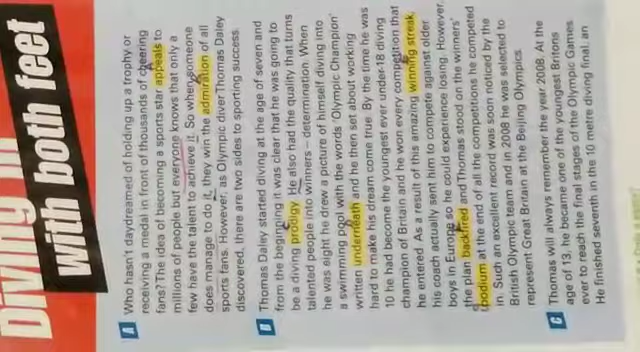 Diving in
with both feet
A
Who hasn't daydreamed of holding up a trophy or
receiving a medal in front of thousands of cheering
fans? The idea of becoming a sports star appeals to
millions of people but everyone knows that only a
few have the talent to achieve it. So when someone
does manage to do it, they win the admiration of all
sports fans. However, as Olympic diver Thomas Daley
discovered, there are two sides to sporting success.
B
Thomas Daley started diving at the age of seven and
from the beginning it was clear that he was going to
be a diving prodigy. He also had the quality that turns
talented people into winners – determination. When
he was eight he drew a picture of himself diving into
a swimming pool with the words 'Olympic Champion'
written underneath and he then set about working
hard to make his dream come true. By the time he was
10 he had become the youngest ever under-18 diving
champion of Britain and he won every competition that
he entered. As a result of this amazing winning streak,
his coach actually sent him to compete against older
boys in Europe so he could experience losing. However,
the plan backfired and Thomas stood on the winners'
podium at the end of all the competitions he competed
in. Such an excellent record was soon noticed by the
British Olympic team and in 2008 he was selected to
represent Great Britain at the Beijing Olympics.
C
Thomas will always remember the year 2008. At the
age of 13, he became one of the youngest Britons
ever to reach the final stages of the Olympic Games.
He finished seventh in the 10 metre diving final, an